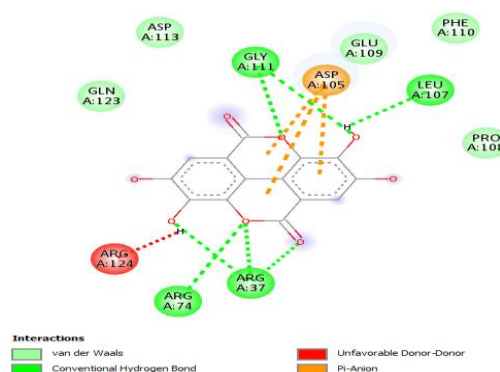 ASP
A:113
PHE
A:110
GLU
A:109
GLY
A:111
ASP
A:105
GLN
A:123
LEU
A:107
H
O
O
O
PRO
A:108
O
O
O
O
H
O
ARG
A:124
ARG
A:37
ARG
A:74
Interactions
van der Waals
Conventional Hydrogen Bond
Unfavorable Donor-Donor
Pi-Anion